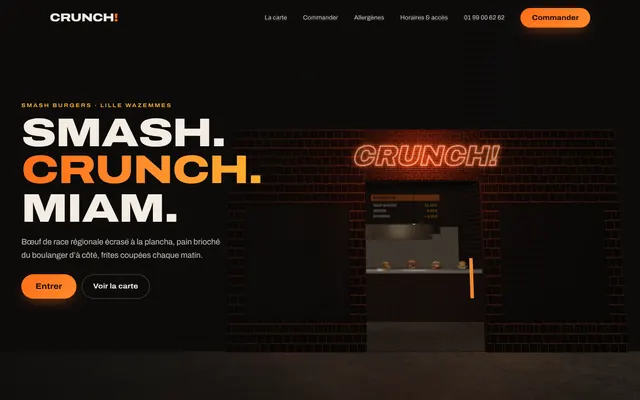 CRUNCH!
La carte
Commander
Allergènes
Horaires & accès
01 99 00 62 62
Commander
SMASH BURGERS · LILLE WAZEMMES
SMASH.
CRUNCH.
MIAM.
Bœuf de race régionale écrasé à la plancha, pain brioché
du boulanger d'à côté, frites coupées chaque matin.
Entrer
Voir la carte
CRUNCH!